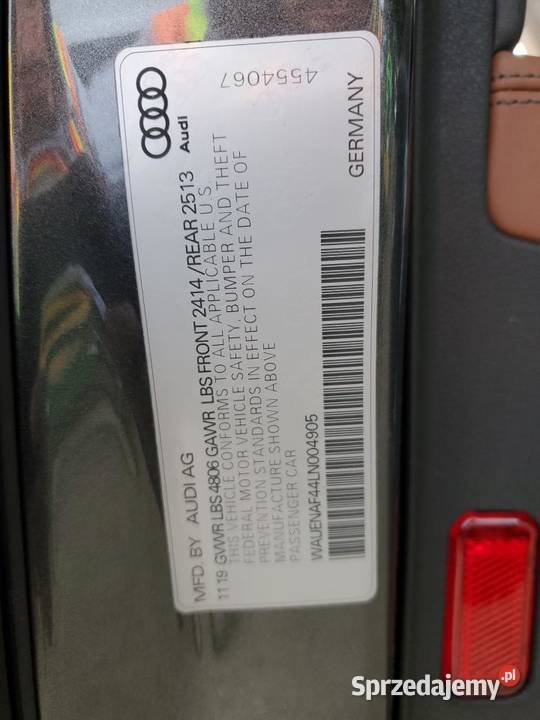 MFD. BY AUDI AG
11 19 GVWR LBS 4806 GAWR LBS FRONT 2414 / REAR 2513
THIS VEHICLE CONFORMS TO ALL APPLICABLE U.S.
FEDERAL MOTOR VEHICLE SAFETY, BUMPER AND THEFT
PREVENTION STANDARDS IN EFFECT ON THE DATE OF
MANUFACTURE SHOWN ABOVE
PASSENGER CAR
WAUENAF44LN004905
Audi
4554067
GERMANY
Sprzedajemy.pl